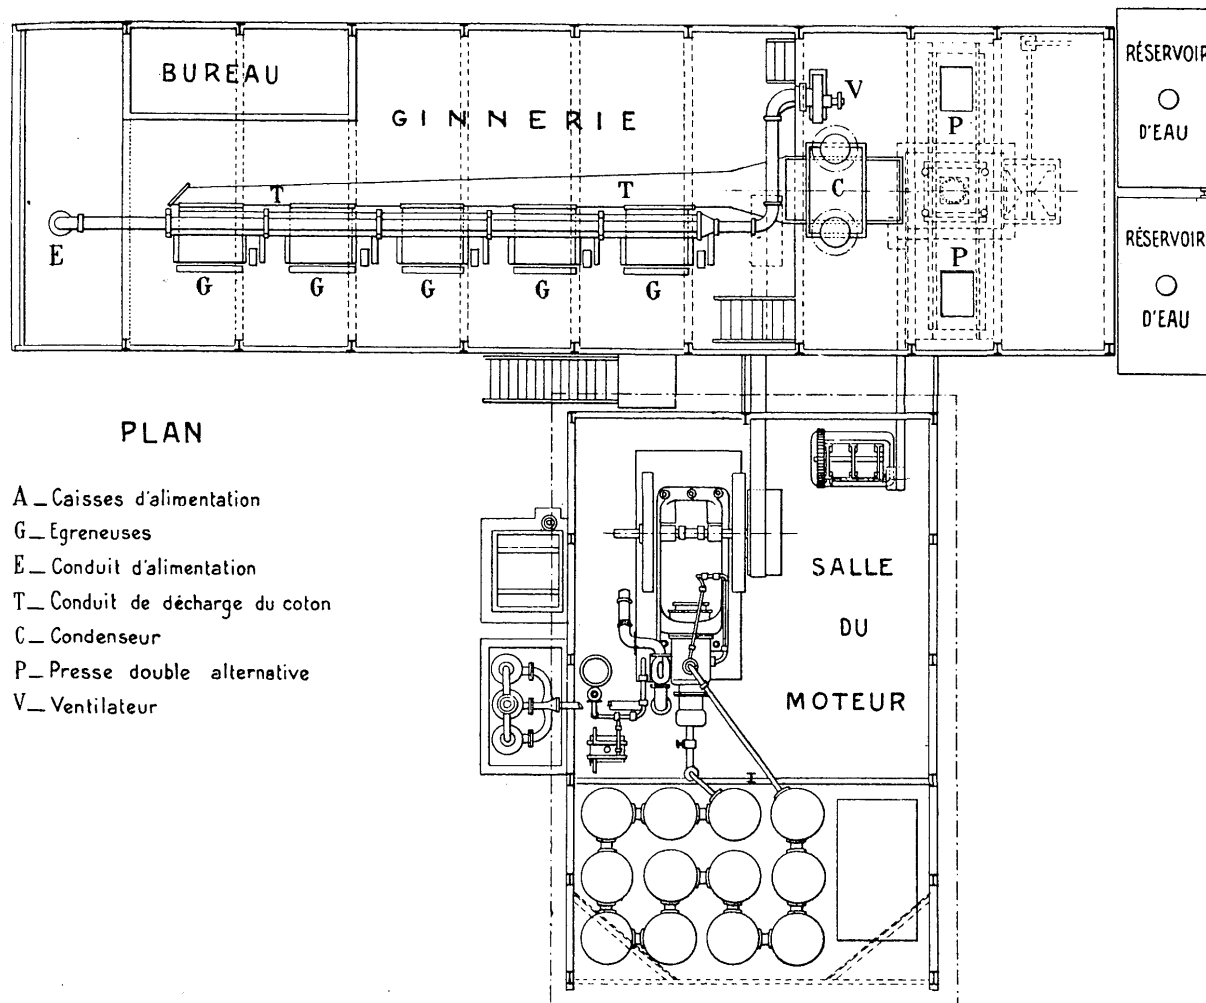 BUREAU
GINNERIE
V
P
RÉSERVOIR
D'EAU
T
T
C
E
G
G
G
G
G
P
RÉSERVOIR
D'EAU
PLAN
A _ Caisses d'alimentation
G _ Egreneuses
E _ Conduit d'alimentation
T _ Conduit de décharge du coton
C _ Condenseur
P _ Presse double alternative
V _ Ventilateur
SALLE
DU
MOTEUR